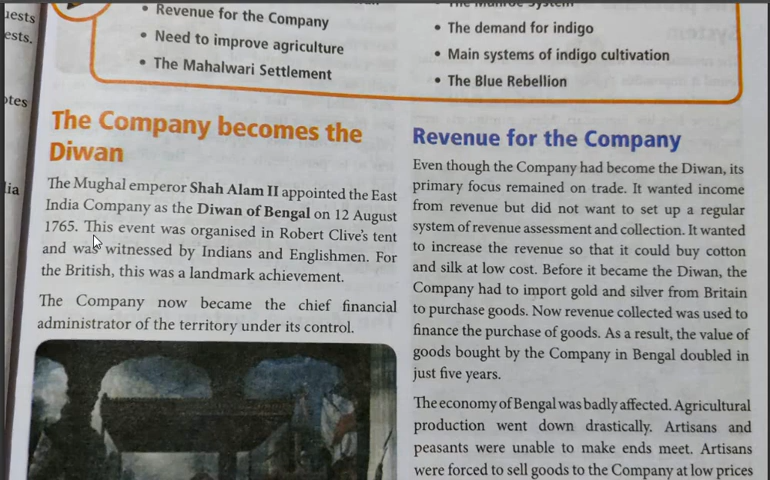 uests
ests.
otes
lia
• Revenue for the Company
• Need to improve agriculture
• The Mahalwari Settlement
• The Munroe System
• The demand for indigo
• Main systems of indigo cultivation
• The Blue Rebellion
The Company becomes the
Diwan
The Mughal emperor Shah Alam II appointed the East
India Company as the Diwan of Bengal on 12 August
1765. This event was organised in Robert Clive's tent
and was witnessed by Indians and Englishmen. For
the British, this was a landmark achievement.
The Company now became the chief financial
administrator of the territory under its control.
Revenue for the Company
Even though the Company had become the Diwan, its
primary focus remained on trade. It wanted income
from revenue but did not want to set up a regular
system of revenue assessment and collection. It wanted
to increase the revenue so that it could buy cotton
and silk at low cost. Before it became the Diwan, the
Company had to import gold and silver from Britain
to purchase goods. Now revenue collected was used to
finance the purchase of goods. As a result, the value of
goods bought by the Company in Bengal doubled in
just five years.
The economy of Bengal was badly affected. Agricultural
production went down drastically. Artisans and
peasants were unable to make ends meet. Artisans
were forced to sell goods to the Company at low prices